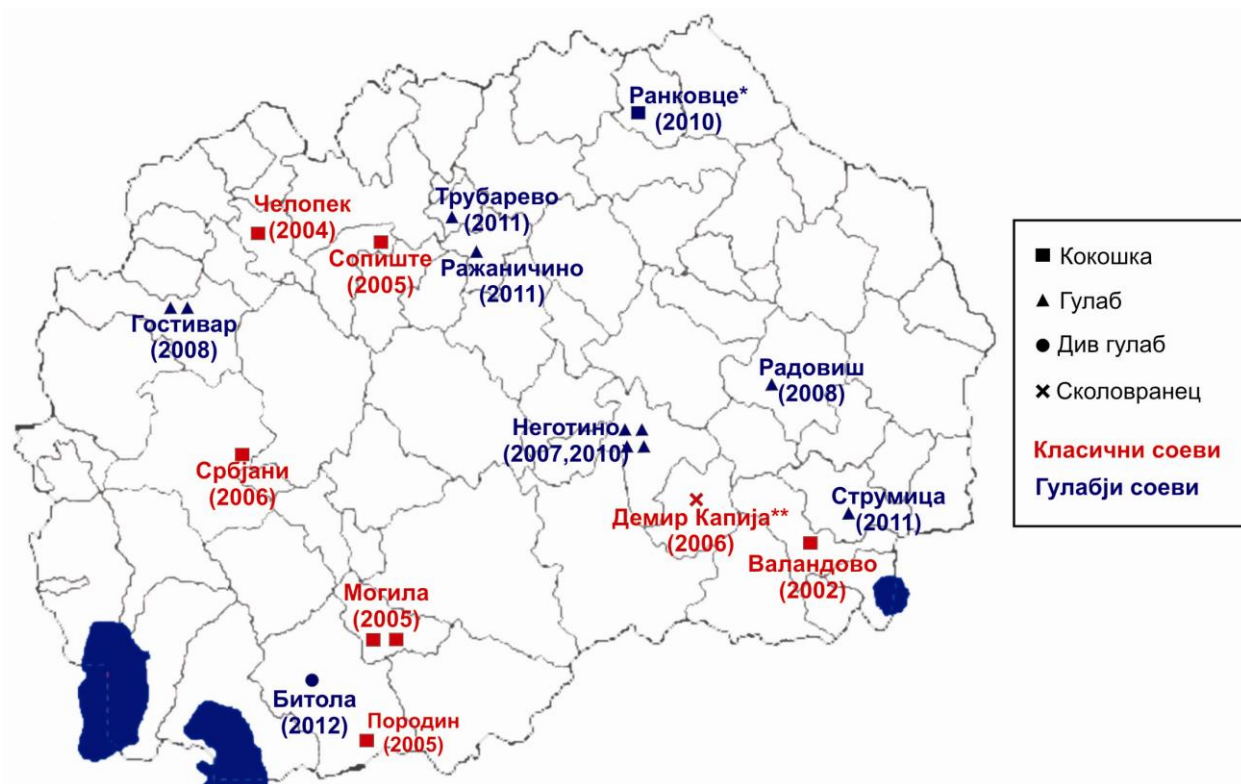 Ранковце*
(2010)
Трубарево
(2011)
Челопек
(2004)
Сопиште
(2005)
Ражаничино
(2011)
Гостивар
(2008)
Радовиш
(2008)
Неготино
(2007,2010)
Србјани
(2006)
Струмица
(2011)
Демир Капија**
(2006)
Валандово
(2002)
Могила
(2005)
Битола
(2012)
Породин
(2005)
Кокошка
Гулаб
Див гулаб
Сколовранец
Класични соеви
Гулабји соеви